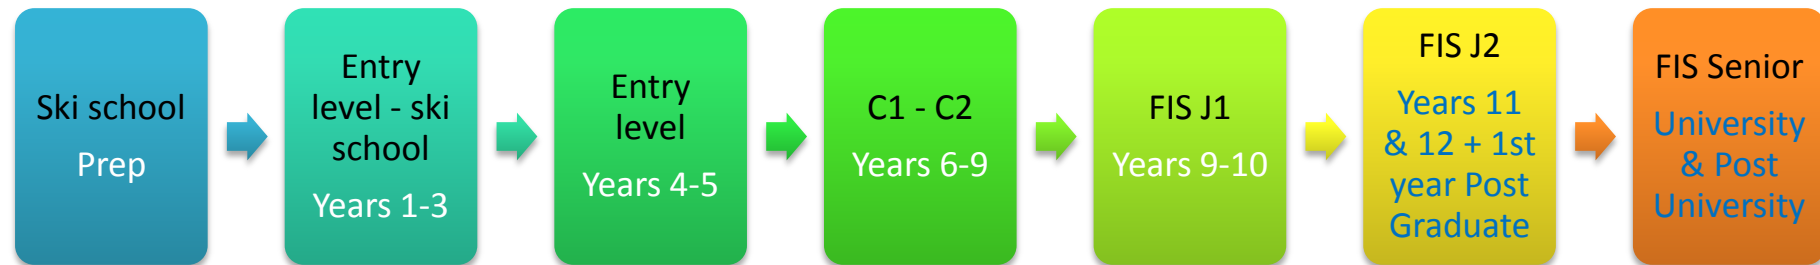 Ski school
Prep
Entry
level - ski
school
Years 1-3
Entry
level
Years 4-5
C1 - C2
Years 6-9
FIS J1
Years 9-10
FIS J2
Years 11
& 12 + 1st
year Post
Graduate
FIS Senior
University
& Post
University